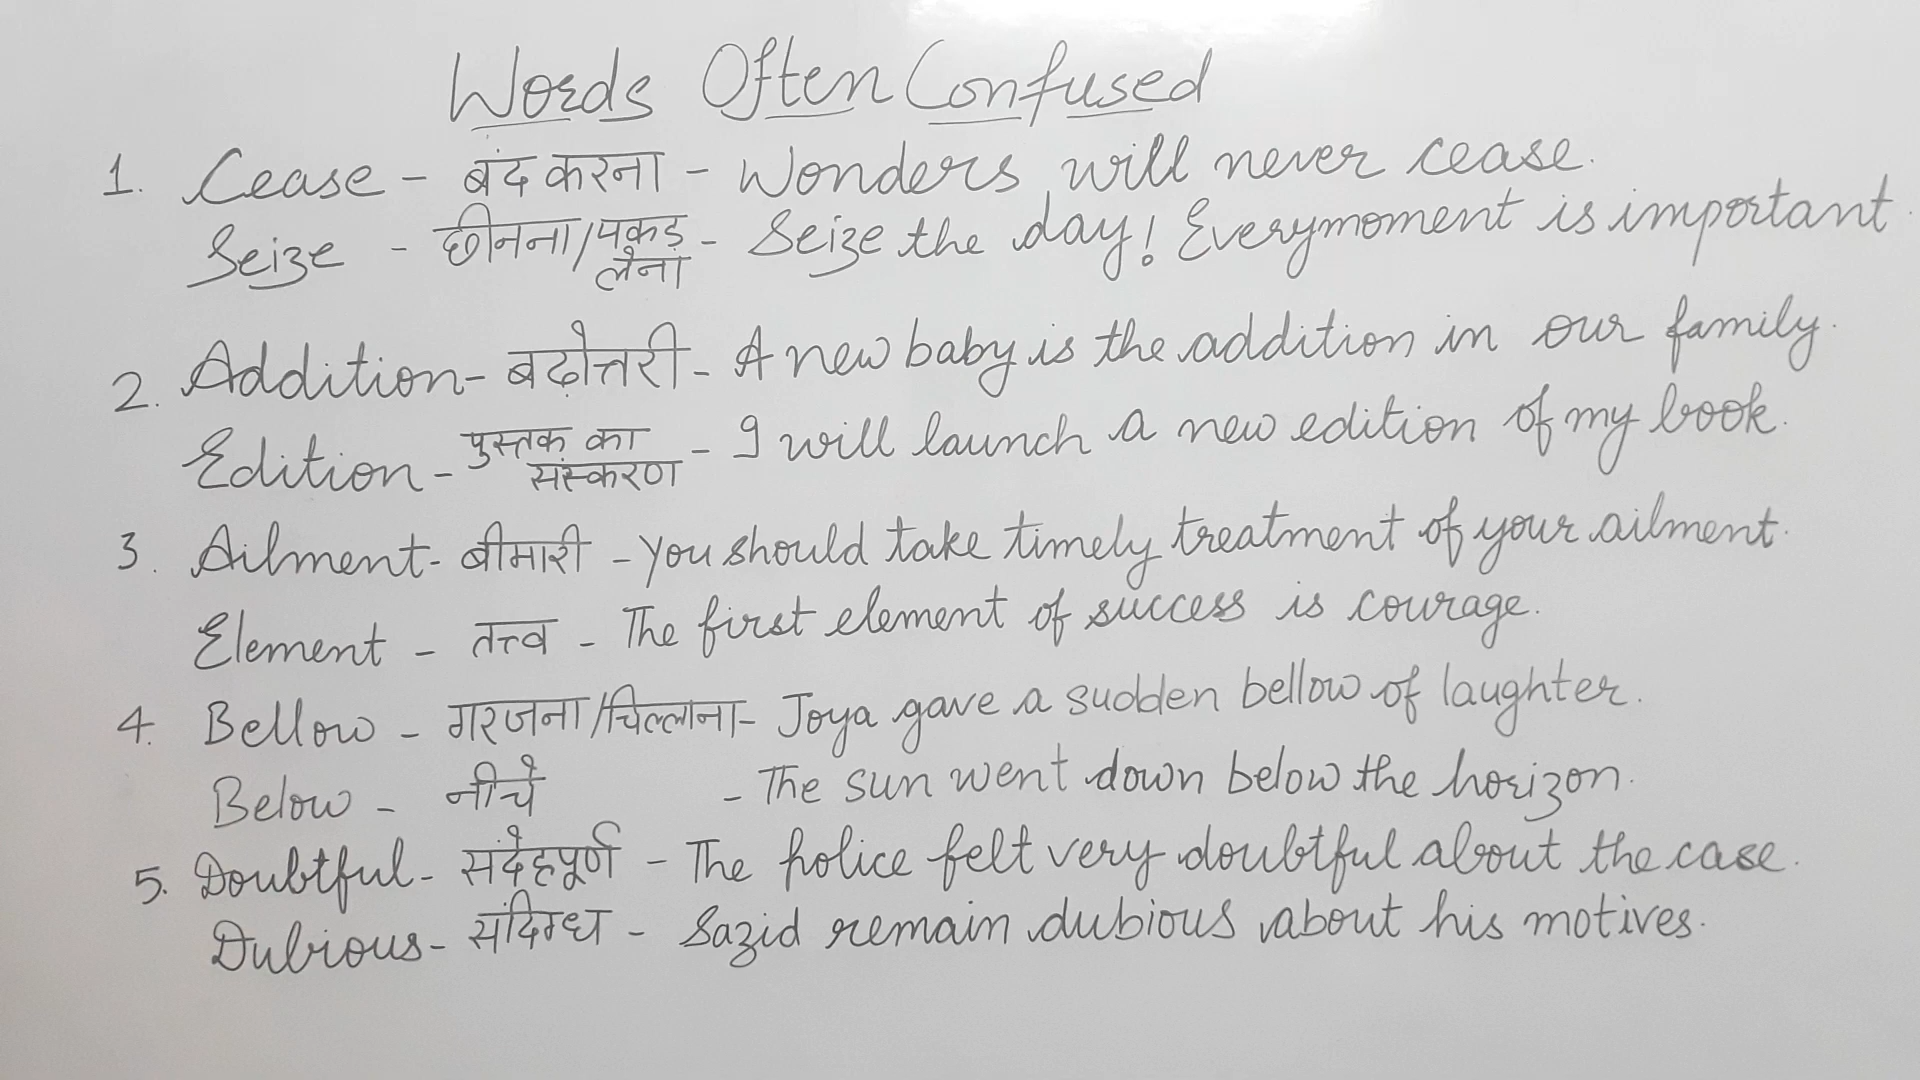 Words Often Confused
1. Cease - बंद करना - Wonders will never cease.
Seize - छीनना/पकड़ लेना - Seize the day! Everymoment is important.
2. Addition - बढ़ोत्तरी - A new baby is the addition in our family.
Edition - पुस्तक का संस्करण - I will launch a new edition of my book.
3. Ailment - बीमारी - You should take timely treatment of your ailment.
Element - तत्त्व - The first element of success is courage.
4. Bellow - गरजना/चिल्लाना - Joya gave a sudden bellow of laughter.
Below - नीचे - The sun went down below the horizon.
5. Doubtful - संदेहपूर्ण - The police felt very doubtful about the case.
Dubious - संदिग्ध - Sazid remain dubious about his motives.